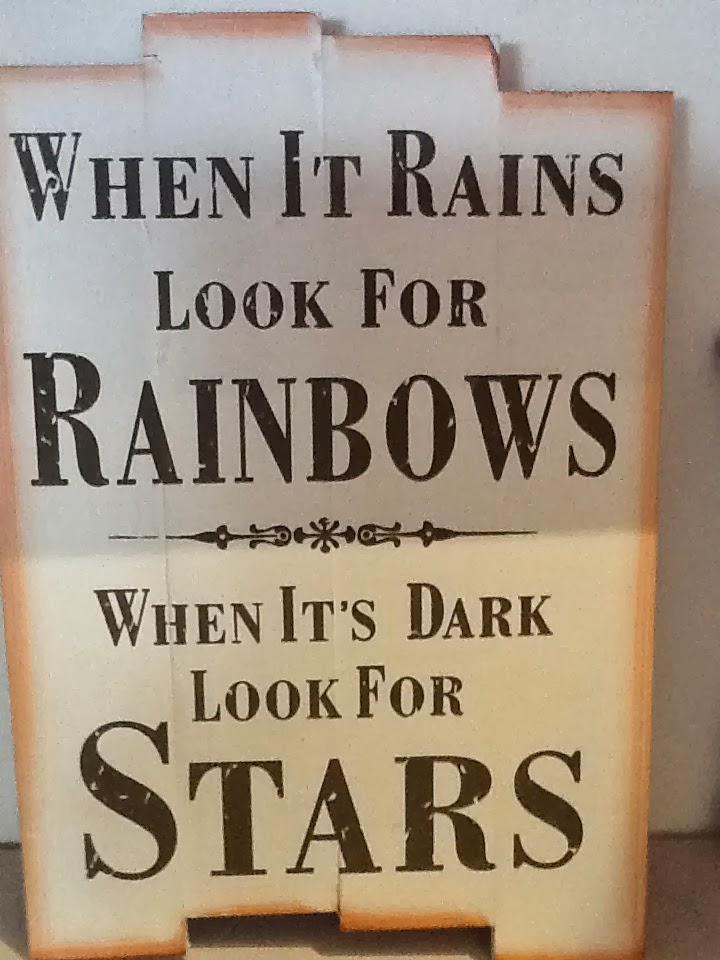 When It Rains
Look For
Rainbows
When It's Dark
Look For
Stars